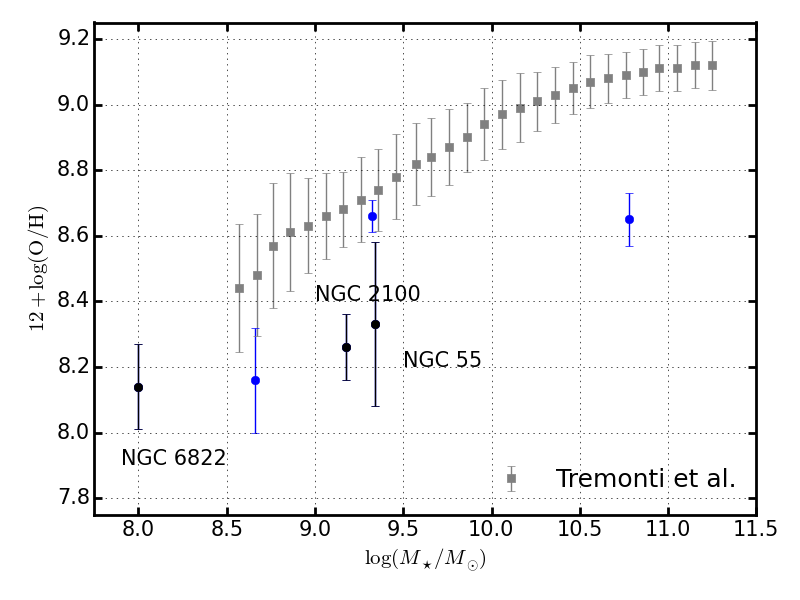 9.2
9.0
8.8
8.6
8.4
8.2
8.0
7.8
12 + log(O/H)
NGC 2100
NGC 55
NGC 6822
Tremonti et al.
8.0 8.5 9.0 9.5 10.0 10.5 11.0 11.5
log(M⋆/M⊙)